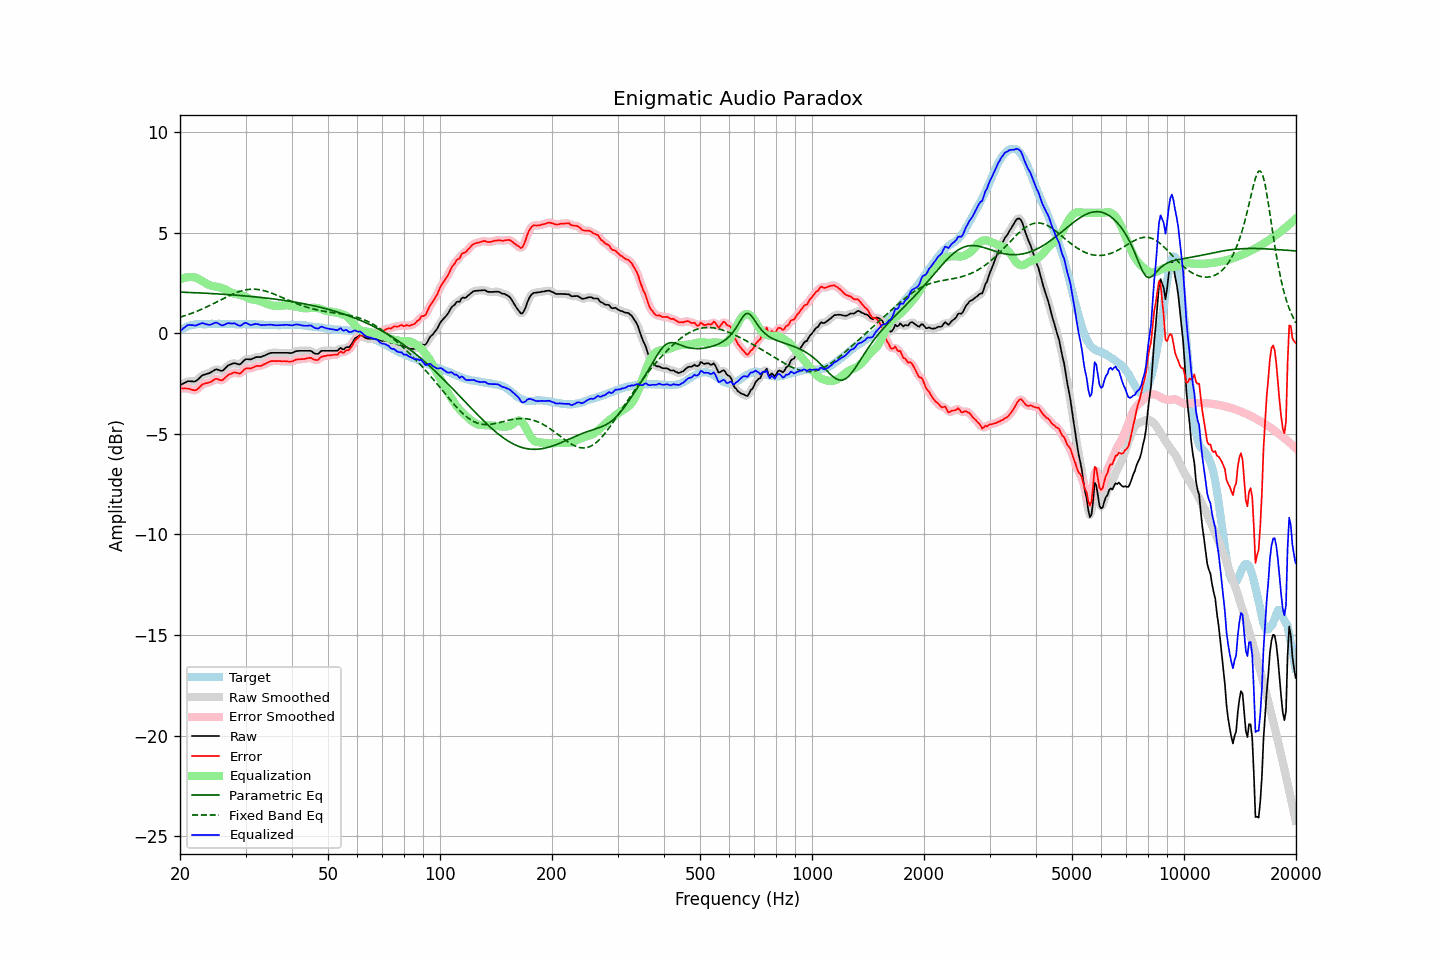 Enigmatic Audio Paradox
Amplitude (dBr)
10
5
0
−5
−10
−15
−20
−25
Target
Raw Smoothed
Error Smoothed
Raw
Error
Equalization
Parametric Eq
Fixed Band Eq
Equalized
20 50 100 200 500 1000 2000 5000 10000 20000
Frequency (Hz)